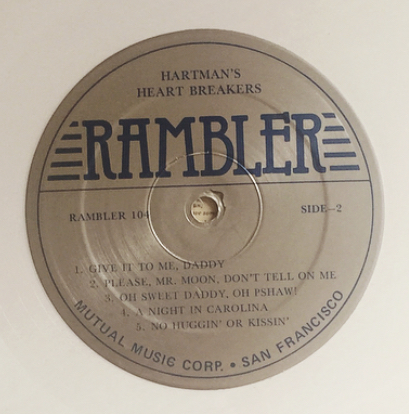 HARTMAN'S
HEART BREAKERS
RAMBLER
RAMBLER 104
SIDE—2
1. GIVE IT TO ME, DADDY
2. PLEASE, MR. MOON, DON'T TELL ON ME
3. OH SWEET DADDY, OH PSHAW!
4. A NIGHT IN CAROLINA
5. NO HUGGIN' OR KISSIN'
MUTUAL MUSIC CORP. • SAN FRANCISCO